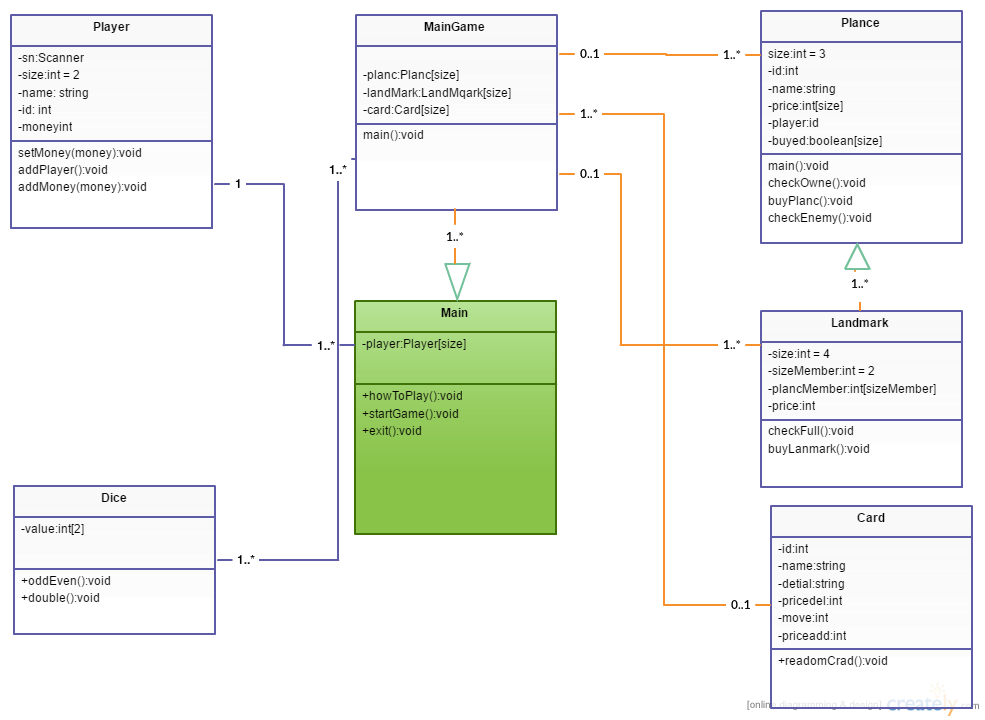 Player
-sn:Scanner
-size:int = 2
-name: string
-id: int
-moneyint
setMoney(money):void
addPlayer():void
addMoney(money):void
MainGame
-planc:Planc[size]
-landMark:LandMqark[size]
-card:Card[size]
main():void
Plance
size:int = 3
-id:int
-name:string
-price:int[size]
-player:id
-buyed:boolean[size]
main():void
checkOwne():void
buyPlanc():void
checkEnemy():void
0..1
1..*
1..*
0..1
1..*
1
1..*
1..*
1..*
1..*
Main
-player:Player[size]
+howToPlay():void
+startGame():void
+exit():void
Landmark
-size:int = 4
-sizeMember:int = 2
-plancMember:int[sizeMember]
-price:int
checkFull():void
buyLanmark():void
Dice
-value:int[2]
+oddEven():void
+double():void
1..*
0..1
Card
-id:int
-name:string
-detial:string
-pricedel:int
-move:int
-priceadd:int
+readomCrad():void
[online diagramming & design] creately.com